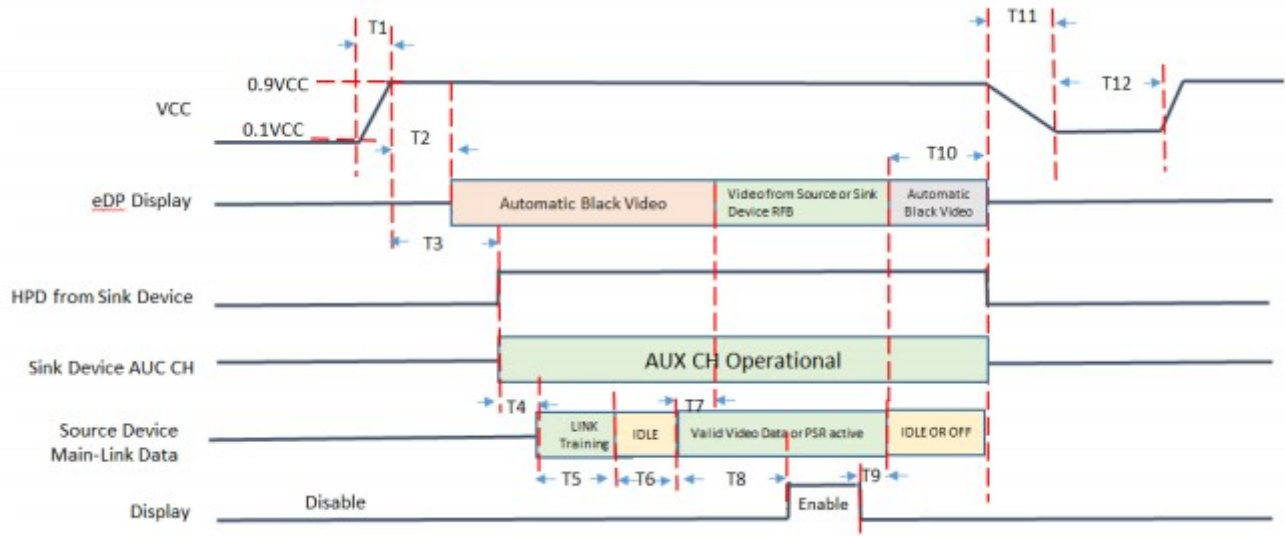 T1
T11
0.9VCC
T12
VCC
0.1VCC
T2
T10
eDP Display
Automatic Black Video
Video from Source or Sink
Device RFB
Automatic
Black Video
T3
HPD from Sink Device
Sink Device AUC CH
AUX CH Operational
T4
T7
Source Device
Main-Link Data
LINK
Training
IDLE
Valid Video Data or PSR active
IDLE OR OFF
T5
T6
T8
T9
Display
Disable
Enable